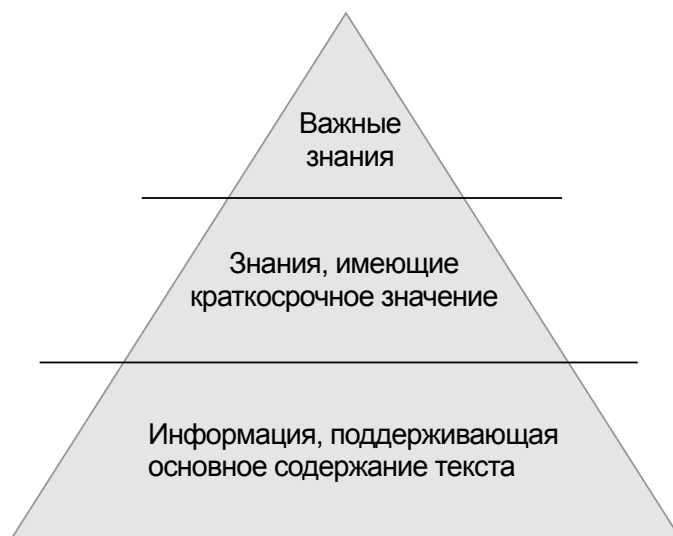 Важные
знания
Знания, имеющие
краткосрочное значение
Информация, поддерживающая
основное содержание текста